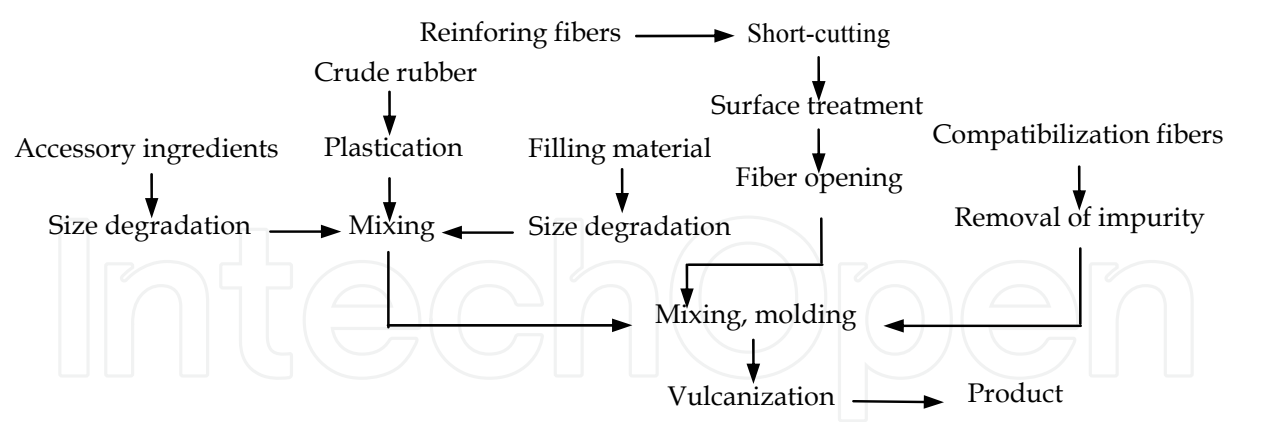 Reinforing fibers
Short-cutting
Crude rubber
Surface treatment
Compatibilization fibers
Accessory ingredients
Plastication
Filling material
Fiber opening
Removal of impurity
Size degradation
Mixing
Size degradation
Mixing, molding
Vulcanization
Product
IntechOpen